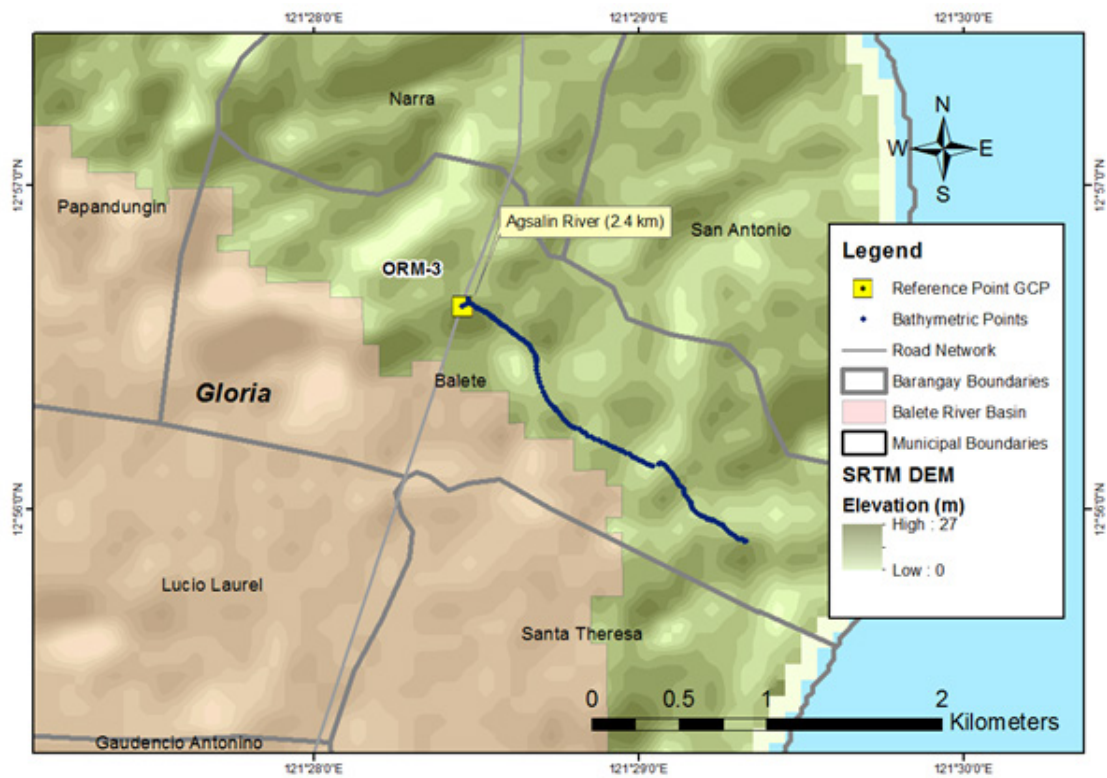 121°28'0"E
121°29'0"E
121°30'0"E
12°57'0"N
12°57'0"N
12°56'0"N
12°56'0"N
Narra
N
W
E
S
Papandungin
Agsalin River (2.4 km)
San Antonio
ORM-3
Balete
Gloria
Lucio Laurel
Santa Theresa
Gaudencio Antonino
Legend
Reference Point GCP
Bathymetric Points
Road Network
Barangay Boundaries
Balete River Basin
Municipal Boundaries
SRTM DEM
Elevation (m)
High : 27
Low : 0
0 0.5 1 2
Kilometers
121°28'0"E
121°29'0"E
121°30'0"E